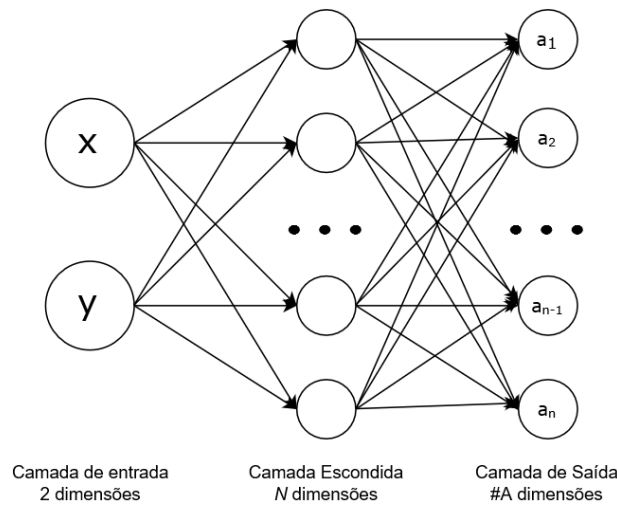 x
y
a1
a2
an-1
an
Camada de entrada
2 dimensões
Camada Escondida
N dimensões
Camada de Saída
#A dimensões